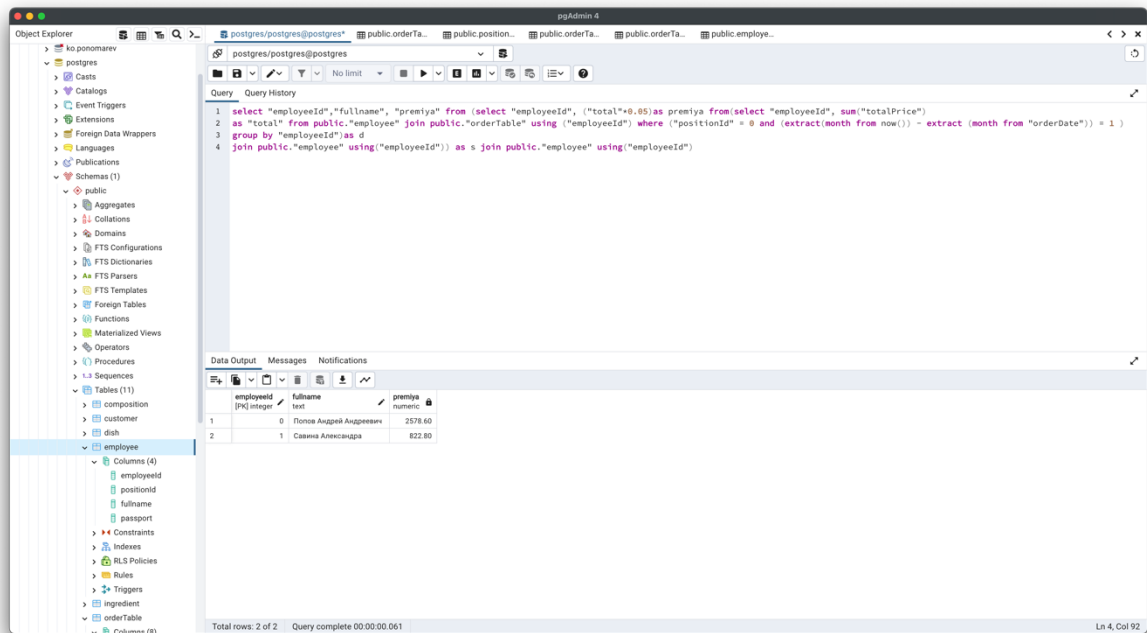 pgAdmin 4
Object Explorer
postgres/postgres@postgres*
public.orderTa...
public.position...
public.orderTa...
public.orderTa...
public.employe...
ko.ponomarev
postgres
Casts
Catalogs
Event Triggers
Extensions
Foreign Data Wrappers
Languages
Publications
Schemas (1)
public
Aggregates
Collations
Domains
FTS Configurations
FTS Dictionaries
Aa FTS Parsers
FTS Templates
Foreign Tables
Functions
Materialized Views
Operators
Procedures
1..3 Sequences
Tables (11)
composition
customer
dish
employee
Columns (4)
employeeId
positionId
fullname
passport
Constraints
Indexes
RLS Policies
Rules
Triggers
ingredient
orderTable
Columns (8)
postgres/postgres@postgres
No limit
E
Query Query History
1 select "employeeId","fullname", "premiya" from (select "employeeId", ("total"*0.05)as premiya from(select "employeeId", sum("totalPrice")
2 as "total" from public."employee" join public."orderTable" using ("employeeId") where ("positionId" = 0 and (extract(month from now()) - extract (month from "orderDate")) = 1 )
3 group by "employeeId")as d
4 join public."employee" using("employeeId")) as s join public."employee" using("employeeId")
Data Output Messages Notifications
employeeId fullname premiya
[PK] integer text numeric
1 0 Попов Андрей Андреевич 2578.60
2 1 Савина Александра 822.80
Total rows: 2 of 2 Query complete 00:00:00.061 Ln 4, Col 92